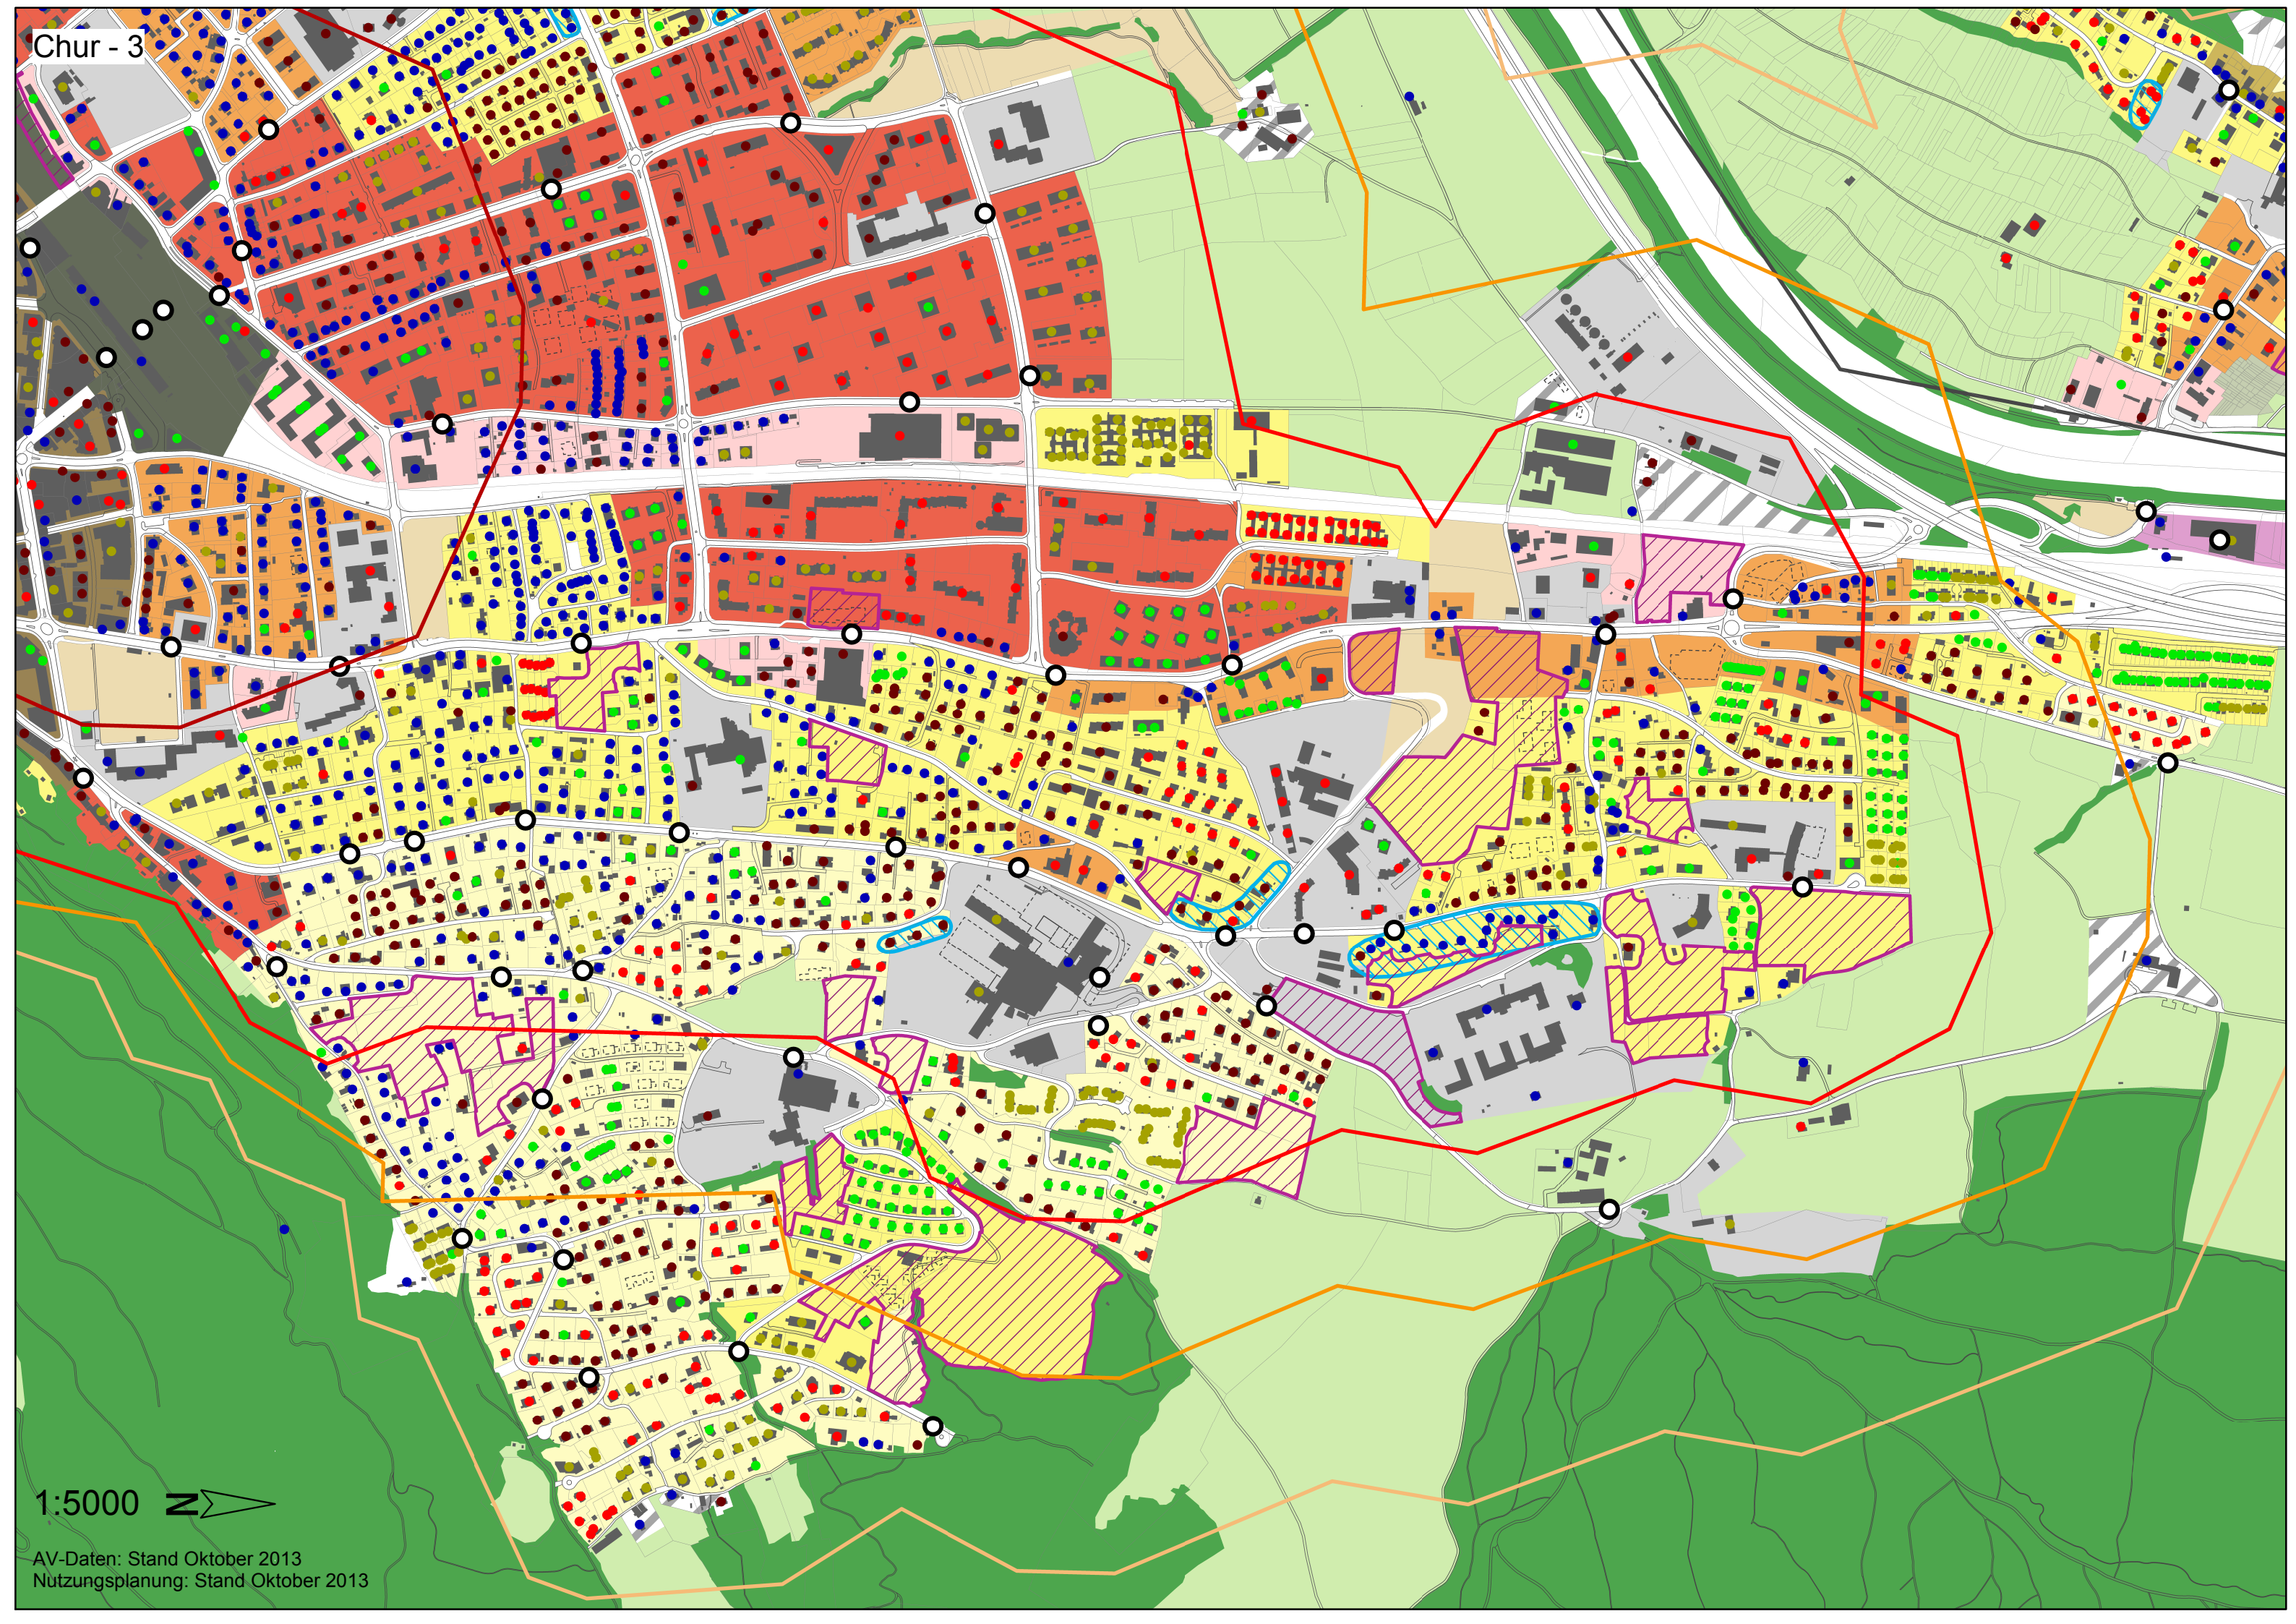 Chur - 3
1:5000 N
AV-Daten: Stand Oktober 2013
Nutzungsplanung: Stand Oktober 2013